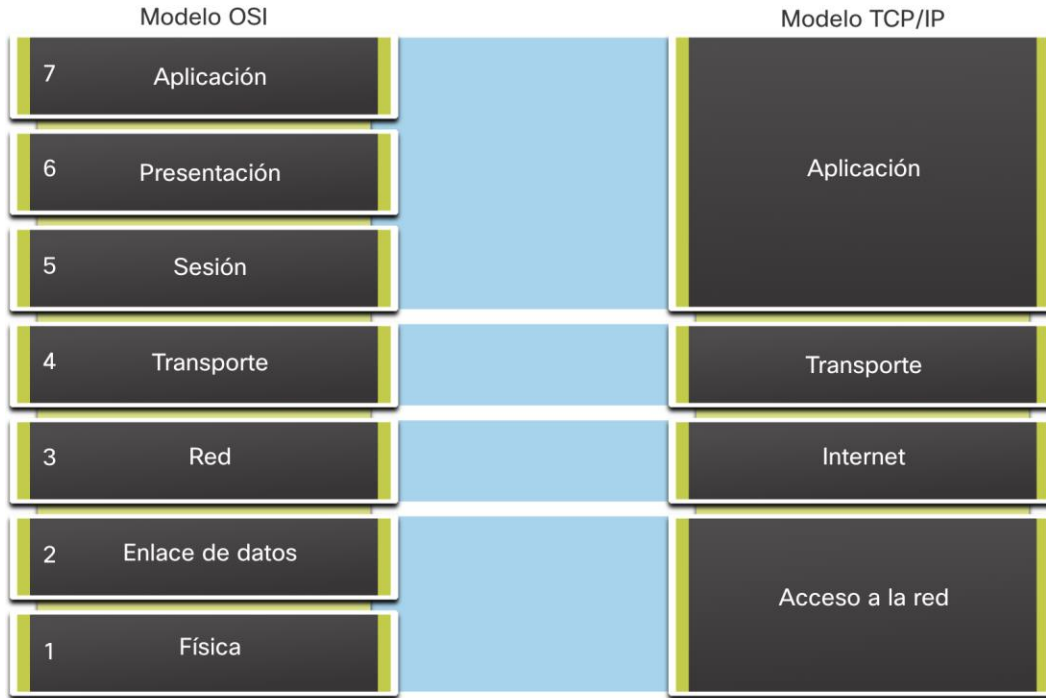 Modelo OSI
Modelo TCP/IP
7 Aplicación
6 Presentación
5 Sesión
Aplicación
4 Transporte
Transporte
3 Red
Internet
2 Enlace de datos
1 Física
Acceso a la red